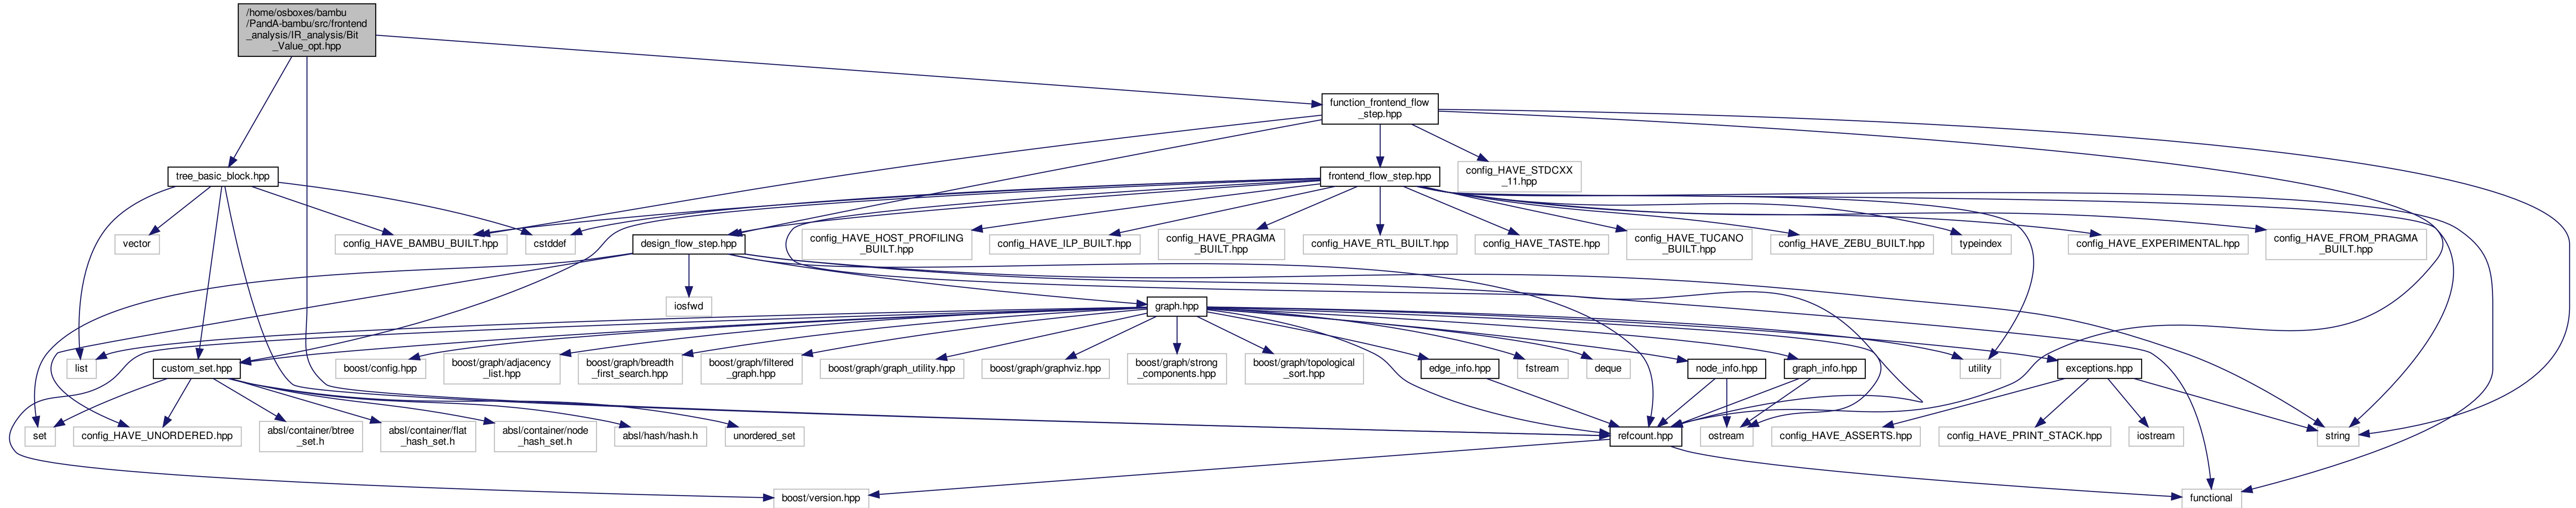 /home/osboxes/bambu
/PandA-bambu/src/frontend
_analysis/IR_analysis/Bit
_Value_opt.hpp
function_frontend_flow
_step.hpp
tree_basic_block.hpp
frontend_flow_step.hpp
config_HAVE_STDCXX
_11.hpp
vector
config_HAVE_BAMBU_BUILT.hpp
cstddef
design_flow_step.hpp
config_HAVE_HOST_PROFILING
_BUILT.hpp
config_HAVE_ILP_BUILT.hpp
config_HAVE_PRAGMA
_BUILT.hpp
config_HAVE_RTL_BUILT.hpp
config_HAVE_TASTE.hpp
config_HAVE_TUCANO
_BUILT.hpp
config_HAVE_ZEBU_BUILT.hpp
typeindex
config_HAVE_EXPERIMENTAL.hpp
config_HAVE_FROM_PRAGMA
_BUILT.hpp
iosfwd
graph.hpp
list
custom_set.hpp
boost/config.hpp
boost/graph/adjacency
_list.hpp
boost/graph/breadth
_first_search.hpp
boost/graph/filtered
_graph.hpp
boost/graph/graph_utility.hpp
boost/graph/graphviz.hpp
boost/graph/strong
_components.hpp
boost/graph/topological
_sort.hpp
edge_info.hpp
fstream
deque
node_info.hpp
graph_info.hpp
utility
exceptions.hpp
set
config_HAVE_UNORDERED.hpp
absl/container/btree
_set.h
absl/container/flat
_hash_set.h
absl/container/node
_hash_set.h
absl/hash/hash.h
unordered_set
refcount.hpp
ostream
config_HAVE_ASSERTS.hpp
config_HAVE_PRINT_STACK.hpp
iostream
string
boost/version.hpp
functional